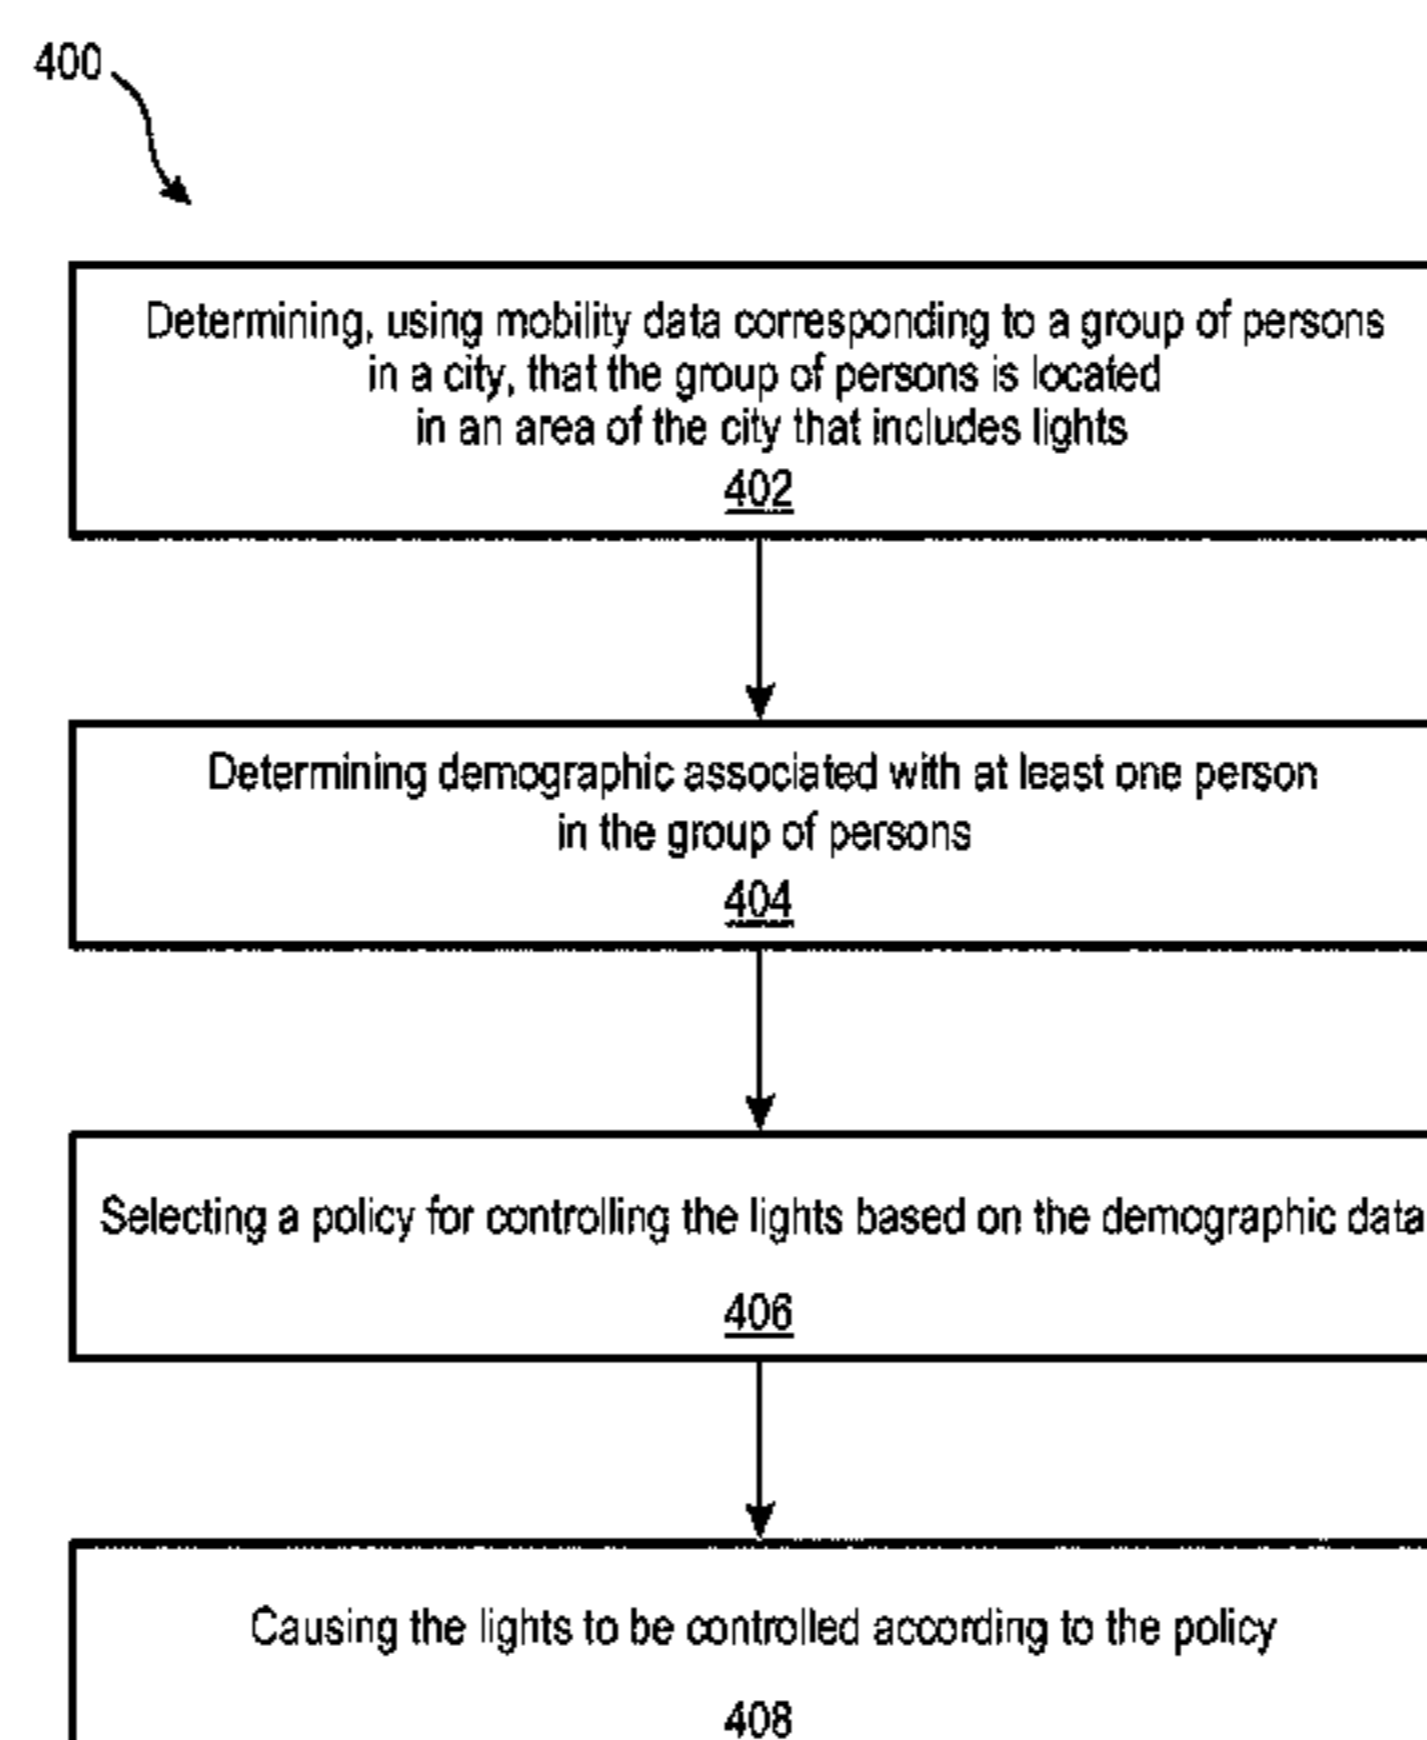 400
Determining, using mobility data corresponding to a group of persons
in a city, that the group of persons is located
in an area of the city that includes lights
402
Determining demographic associated with at least one person
in the group of persons
404
Selecting a policy for controlling the lights based on the demographic data
406
Causing the lights to be controlled according to the policy
408